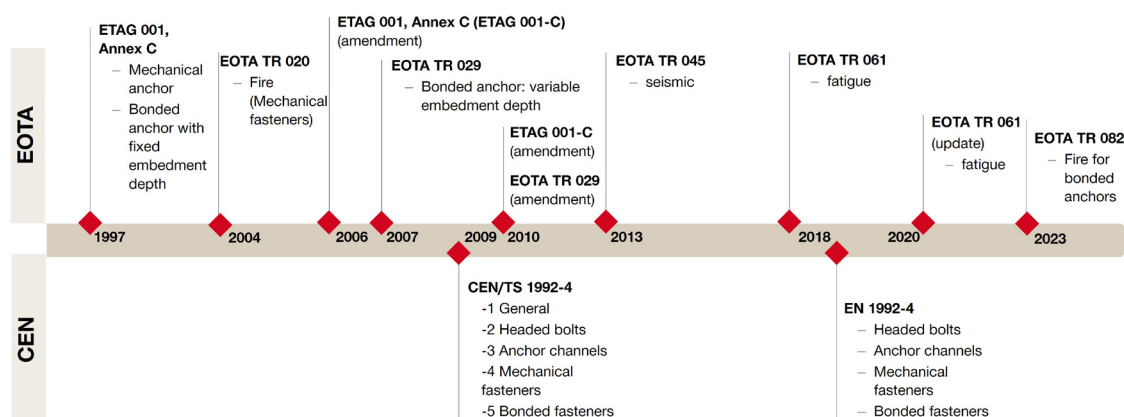 EOTA
ETAG 001,
Annex C
– Mechanical
anchor
– Bonded
anchor with
fixed
embedment
depth
EOTA TR 020
– Fire
(Mechanical
fasteners)
ETAG 001, Annex C (ETAG 001-C)
(amendment)
EOTA TR 029
– Bonded anchor: variable
embedment depth
ETAG 001-C
(amendment)
EOTA TR 029
(amendment)
EOTA TR 045
– seismic
EOTA TR 061
– fatigue
EOTA TR 061
(update)
– fatigue
EOTA TR 082
– Fire for
bonded
anchors
1997
2004
2006
2007
2009
2010
2013
2018
2020
2023
CEN
CEN/TS 1992-4
-1 General
-2 Headed bolts
-3 Anchor channels
-4 Mechanical
fasteners
-5 Bonded fasteners
EN 1992-4
– Headed bolts
– Anchor channels
– Mechanical
fasteners
– Bonded fasteners